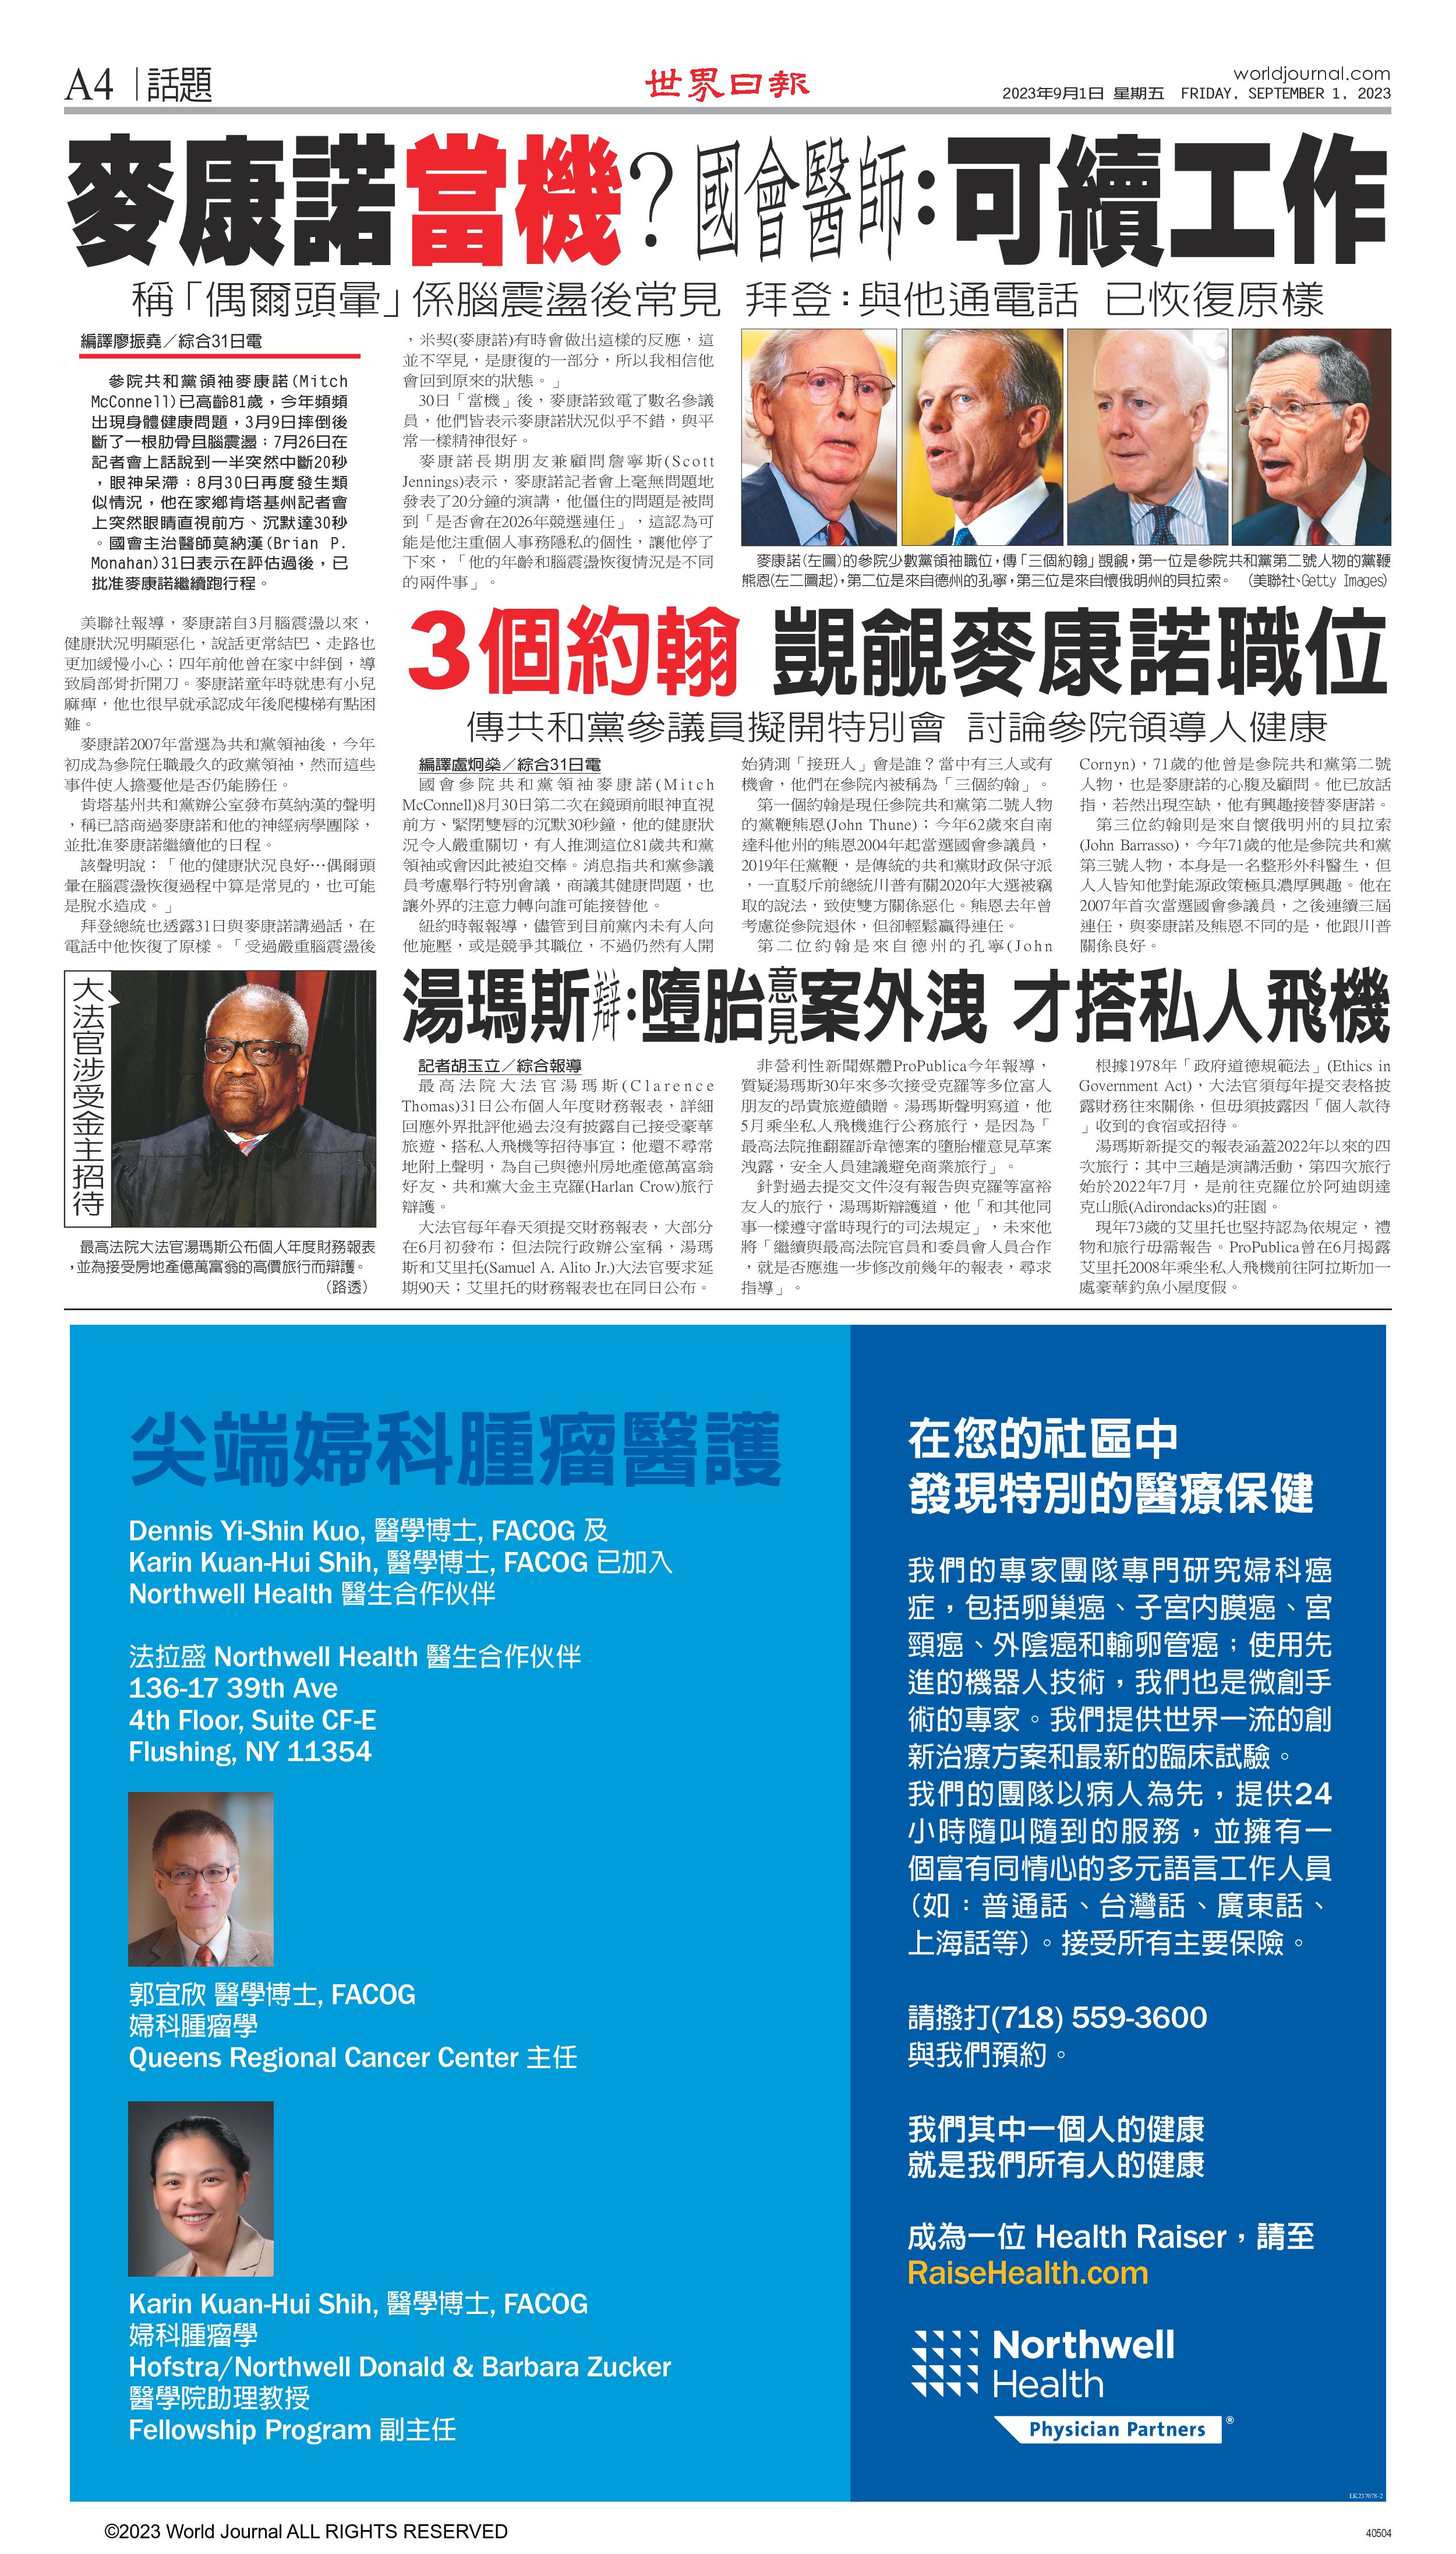 A4 話題
世界日報
worldjournal.com
2023年9月1日 星期五 FRIDAY, SEPTEMBER 1, 2023
麥康諾當機？國會醫師：可續工作
稱「偶爾頭暈」係腦震盪後常見 拜登：與他通電話 已恢復原樣
編譯廖振堯／綜合31日電
參院共和黨領袖麥康諾(Mitch
McConnell)已高齡81歲，今年頻頻
出現身體健康問題，3月9日摔倒後
斷了一根肋骨且腦震盪；7月26日在
記者會上話說到一半突然中斷20秒
，眼神呆滯；8月30日再度發生類
似情況，他在家鄉肯塔基州記者會
上突然眼睛直視前方、沉默達30秒
。國會主治醫師莫納漢(Brian P.
Monahan)31日表示在評估過後，已
批准麥康諾繼續跑行程。
美聯社報導，麥康諾自3月腦震盪以來，
健康狀況明顯惡化，說話更常結巴、走路也
更加緩慢小心；四年前他曾在家中絆倒，導
致肩部骨折開刀。麥康諾童年時就患有小兒
麻痺，他也很早就承認成年後爬樓梯有點困
難。
麥康諾2007年當選為共和黨領袖後，今年
初成為參院任職最久的政黨領袖，然而這些
事件使人擔憂他是否仍能勝任。
肯塔基州共和黨辦公室發布莫納漢的聲明
，稱已諮商過麥康諾和他的神經病學團隊，
並批准麥康諾繼續他的日程。
該聲明說：「他的健康狀況良好…偶爾頭
暈在腦震盪恢復過程中算是常見的，也可能
是脫水造成。」
拜登總統也透露31日與麥康諾講過話，在
電話中他恢復了原樣。「受過嚴重腦震盪後
，米契(麥康諾)有時會做出這樣的反應，這
並不罕見，是康復的一部分，所以我相信他
會回到原來的狀態。」
30日「當機」後，麥康諾致電了數名參議
員，他們皆表示麥康諾狀況似乎不錯，與平
常一樣精神很好。
麥康諾長期朋友兼顧問詹寧斯(Scott
Jennings)表示，麥康諾記者會上毫無問題地
發表了20分鐘的演講，他僵住的問題是被問
到「是否會在2026年競選連任」，這認為可
能是他注重個人事務隱私的個性，讓他停了
下來，「他的年齡和腦震盪恢復情況是不同
的兩件事」。
麥康諾(左圖)的參院少數黨領袖職位，傳「三個約翰」覬覦，第一位是參院共和黨第二號人物的黨鞭
熊恩(左二圖起)，第二位是來自德州的孔寧，第三位是來自懷俄明州的貝拉索。 (美聯社、Getty Images)
3個約翰 覬覦麥康諾職位
傳共和黨參議員擬開特別會 討論參院領導人健康
編譯盧炯燊／綜合31日電
國會參院共和黨領袖麥康諾(Mitch
McConnell)8月30日第二次在鏡頭前眼神直視
前方、緊閉雙唇的沉默30秒鐘，他的健康狀
況令人嚴重關切，有人推測這位81歲共和黨
領袖或會因此被迫交棒。消息指共和黨參議
員考慮舉行特別會議，商議其健康問題，也
讓外界的注意力轉向誰可能接替他。
紐約時報報導，儘管到目前黨內未有人向
他施壓，或是競爭其職位，不過仍然有人開
始猜測「接班人」會是誰？當中有三人或有
機會，他們在參院內被稱為「三個約翰」。
第一個約翰是現任參院共和黨第二號人物
的黨鞭熊恩(John Thune)；今年62歲來自南
達科他州的熊恩2004年起當選國會參議員，
2019年任黨鞭，是傳統的共和黨財政保守派
，一直駁斥前總統川普有關2020年大選被竊
取的說法，致使雙方關係惡化。熊恩去年曾
考慮從參院退休，但卻輕鬆贏得連任。
第二位約翰是來自德州的孔寧(John
Cornyn)，71歲的他曾是參院共和黨第二號
人物，也是麥康諾的心腹及顧問。他已放話
指，若然出現空缺，他有興趣接替麥唐諾。
第三位約翰則是來自懷俄明州的貝拉索
(John Barrasso)，今年71歲的他是參院共和黨
第三號人物，本身是一名整形外科醫生，但
人人皆知他對能源政策極具濃厚興趣。他在
2007年首次當選國會參議員，之後連續三屆
連任，與麥康諾及熊恩不同的是，他跟川普
關係良好。
大法官涉受金主招待
最高法院大法官湯瑪斯公布個人年度財務報表
，並為接受房地產億萬富翁的高價旅行而辯護。
(路透)
湯瑪斯辯：墮胎意見案外洩 才搭私人飛機
記者胡玉立／綜合報導
最高法院大法官湯瑪斯(Clarence
Thomas)31日公布個人年度財務報表，詳細
回應外界批評他過去沒有披露自己接受豪華
旅遊、搭私人飛機等招待事宜；他還不尋常
地附上聲明，為自己與德州房地產億萬富翁
好友、共和黨大金主克羅(Harlan Crow)旅行
辯護。
大法官每年春天須提交財務報表，大部分
在6月初發布；但法院行政辦公室稱，湯瑪
斯和艾里托(Samuel A. Alito Jr.)大法官要求延
期90天；艾里托的財務報表也在同日公布。
非營利性新聞媒體ProPublica今年報導，
質疑湯瑪斯30年來多次接受克羅等多位富人
朋友的昂貴旅遊饋贈。湯瑪斯聲明寫道，他
5月乘坐私人飛機進行公務旅行，是因為「
最高法院推翻羅訴韋德案的墮胎權意見草案
洩露，安全人員建議避免商業旅行」。
針對過去提交文件沒有報告與克羅等富裕
友人的旅行，湯瑪斯辯護道，他「和其他同
事一樣遵守當時現行的司法規定」，未來他
將「繼續與最高法院官員和委員會人員合作
，就是否應進一步修改前幾年的報表，尋求
指導」。
根據1978年「政府道德規範法」(Ethics in
Government Act)，大法官須每年提交表格披
露財務往來關係，但毋須披露因「個人款待
」收到的食宿或招待。
湯瑪斯新提交的報表涵蓋2022年以來的四
次旅行；其中三趟是演講活動，第四次旅行
始於2022年7月，是前往克羅位於阿迪朗達
克山脈(Adirondacks)的莊園。
現年73歲的艾里托也堅持認為依規定，禮
物和旅行毋需報告。ProPublica曾在6月揭露
艾里托2008年乘坐私人飛機前往阿拉斯加一
處豪華釣魚小屋度假。
尖端婦科腫瘤醫護
Dennis Yi-Shin Kuo, 醫學博士, FACOG 及
Karin Kuan-Hui Shih, 醫學博士, FACOG 已加入
Northwell Health 醫生合作伙伴
法拉盛 Northwell Health 醫生合作伙伴
136-17 39th Ave
4th Floor, Suite CF-E
Flushing, NY 11354
郭宜欣 醫學博士, FACOG
婦科腫瘤學
Queens Regional Cancer Center 主任
Karin Kuan-Hui Shih, 醫學博士, FACOG
婦科腫瘤學
Hofstra/Northwell Donald & Barbara Zucker
醫學院助理教授
Fellowship Program 副主任
在您的社區中
發現特別的醫療保健
我們的專家團隊專門研究婦科癌
症，包括卵巢癌、子宮內膜癌、宮
頸癌、外陰癌和輸卵管癌；使用先
進的機器人技術，我們也是微創手
術的專家。我們提供世界一流的創
新治療方案和最新的臨床試驗。
我們的團隊以病人為先，提供24
小時隨叫隨到的服務，並擁有一
個富有同情心的多元語言工作人員
(如：普通話、台灣話、廣東話、
上海話等)。接受所有主要保險。
請撥打(718) 559-3600
與我們預約。
我們其中一個人的健康
就是我們所有人的健康
成為一位 Health Raiser，請至
RaiseHealth.com
Northwell
Health
Physician Partners ®
LK237078-2
©2023 World Journal ALL RIGHTS RESERVED
40504